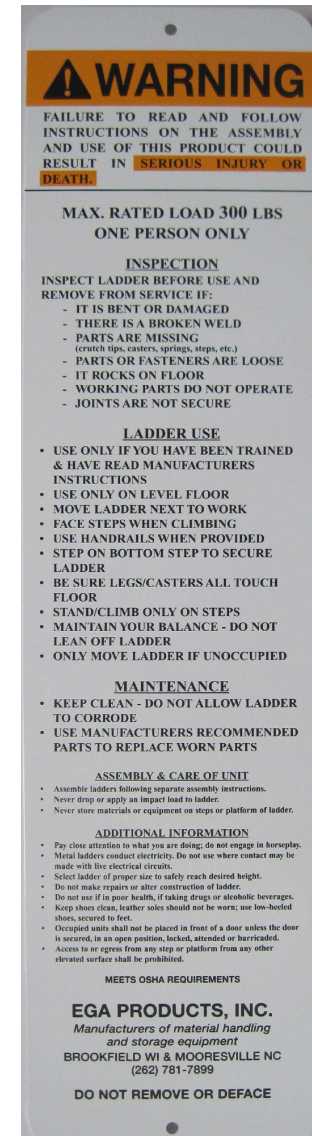 WARNING
FAILURE TO READ AND FOLLOW
INSTRUCTIONS ON THE ASSEMBLY
AND USE OF THIS PRODUCT COULD
RESULT IN SERIOUS INJURY OR
DEATH.
MAX. RATED LOAD 300 LBS
ONE PERSON ONLY
INSPECTION
INSPECT LADDER BEFORE USE AND
REMOVE FROM SERVICE IF:
- IT IS BENT OR DAMAGED
- THERE IS A BROKEN WELD
- PARTS ARE MISSING
(crutch tips, casters, springs, steps, etc.)
- PARTS OR FASTENERS ARE LOOSE
- IT ROCKS ON FLOOR
- WORKING PARTS DO NOT OPERATE
- JOINTS ARE NOT SECURE
LADDER USE
• USE ONLY IF YOU HAVE BEEN TRAINED
& HAVE READ MANUFACTURERS
INSTRUCTIONS
• USE ONLY ON LEVEL FLOOR
• MOVE LADDER NEXT TO WORK
• FACE STEPS WHEN CLIMBING
• USE HANDRAILS WHEN PROVIDED
• STEP ON BOTTOM STEP TO SECURE
LADDER
• BE SURE LEGS/CASTERS ALL TOUCH
FLOOR
• STAND/CLIMB ONLY ON STEPS
• MAINTAIN YOUR BALANCE - DO NOT
LEAN OFF LADDER
• ONLY MOVE LADDER IF UNOCCUPIED
MAINTENANCE
• KEEP CLEAN - DO NOT ALLOW LADDER
TO CORRODE
• USE MANUFACTURERS RECOMMENDED
PARTS TO REPLACE WORN PARTS
ASSEMBLY & CARE OF UNIT
• Assemble ladders following separate assembly instructions.
• Never drop or apply an impact load to ladder.
• Never store materials or equipment on steps or platform of ladder.
ADDITIONAL INFORMATION
• Pay close attention to what you are doing; do not engage in horseplay.
• Metal ladders conduct electricity. Do not use where contact may be
made with live electrical circuits.
• Select ladder of proper size to safely reach desired height.
• Do not make repairs or alter construction of ladder.
• Do not use if in poor health, if taking drugs or alcoholic beverages.
• Keep shoes clean, leather soles should not be worn; use low-heeled
shoes, secured to feet.
• Occupied units shall not be placed in front of a door unless the door
is secured, in an open position, locked, attended or barricaded.
• Access to or egress from any step or platform from any other
elevated surface shall be prohibited.
MEETS OSHA REQUIREMENTS
EGA PRODUCTS, INC.
Manufacturers of material handling
and storage equipment
BROOKFIELD WI & MOORESVILLE NC
(262) 781-7899
DO NOT REMOVE OR DEFACE